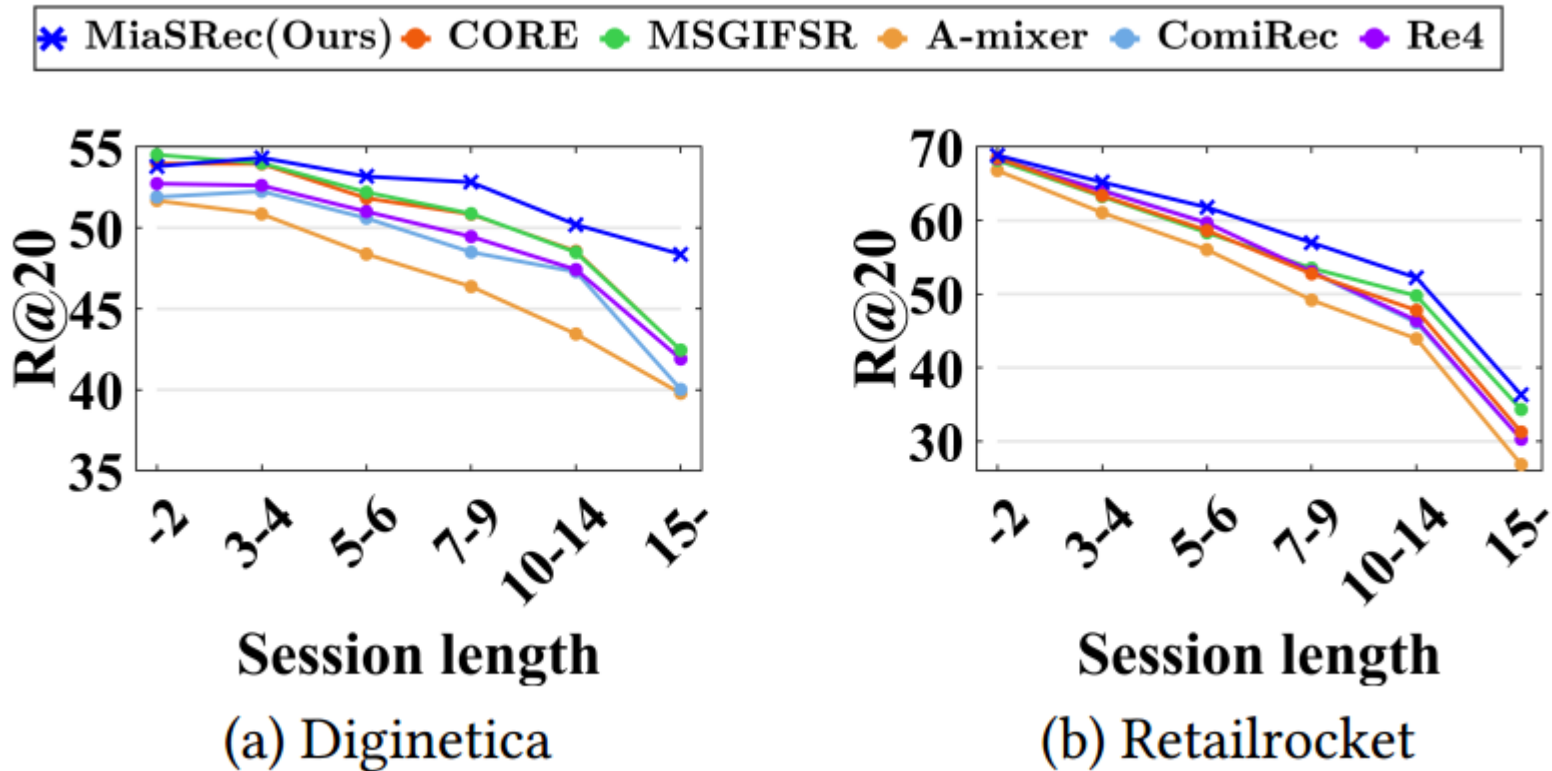 MiaSRec(Ours) CORE MSGIFSR A-mixer ComiRec Re4
R@20
55
50
45
40
35
-2 3-4 5-6 7-9 10-14 15-
Session length
(a) Diginetica
R@20
70
60
50
40
30
-2 3-4 5-6 7-9 10-14 15-
Session length
(b) Retailrocket